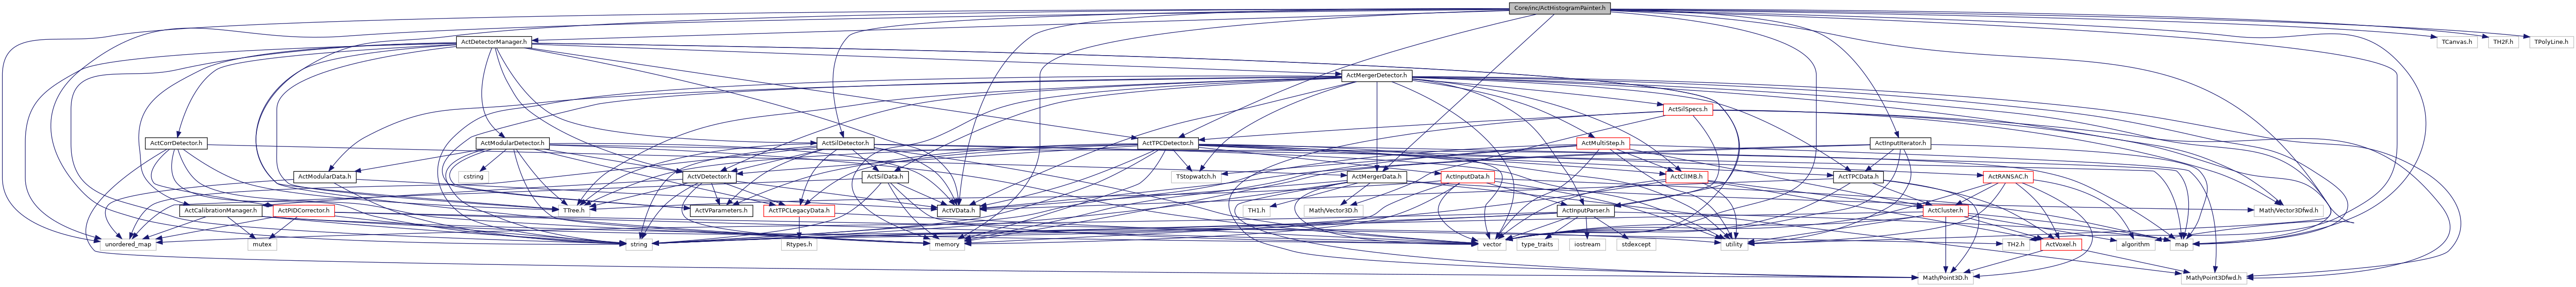 Core/inc/ActHistogramPainter.h
ActDetectorManager.h
TCanvas.h
TH2F.h
TPolyLine.h
ActMergerDetector.h
ActSilSpecs.h
ActCorrDetector.h
ActModularDetector.h
ActSilDetector.h
ActTPCDetector.h
ActMultiStep.h
ActInputIterator.h
ActModularData.h
cstring
ActVDetector.h
ActSilData.h
TStopwatch.h
ActMergerData.h
ActInputData.h
ActClIMB.h
ActTPCData.h
ActRANSAC.h
ActCalibrationManager.h
ActPIDCorrector.h
TTree.h
ActVParameters.h
ActTPCLegacyData.h
ActVData.h
TH1.h
Math/Vector3D.h
ActInputParser.h
ActCluster.h
Math/Vector3Dfwd.h
unordered_map
mutex
string
Rtypes.h
memory
vector
type_traits
iostream
stdexcept
utility
TH2.h
ActVoxel.h
algorithm
map
Math/Point3D.h
Math/Point3Dfwd.h